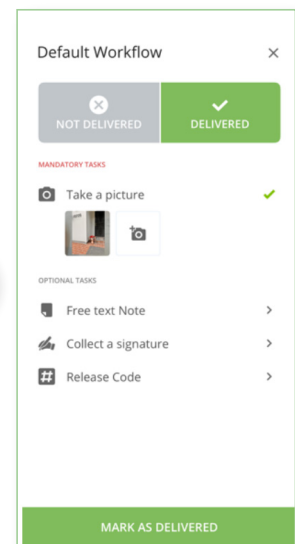 Default Workflow
NOT DELIVERED
DELIVERED
MANDATORY TASKS
Take a picture
OPTIONAL TASKS
Free text Note
Collect a signature
Release Code
MARK AS DELIVERED